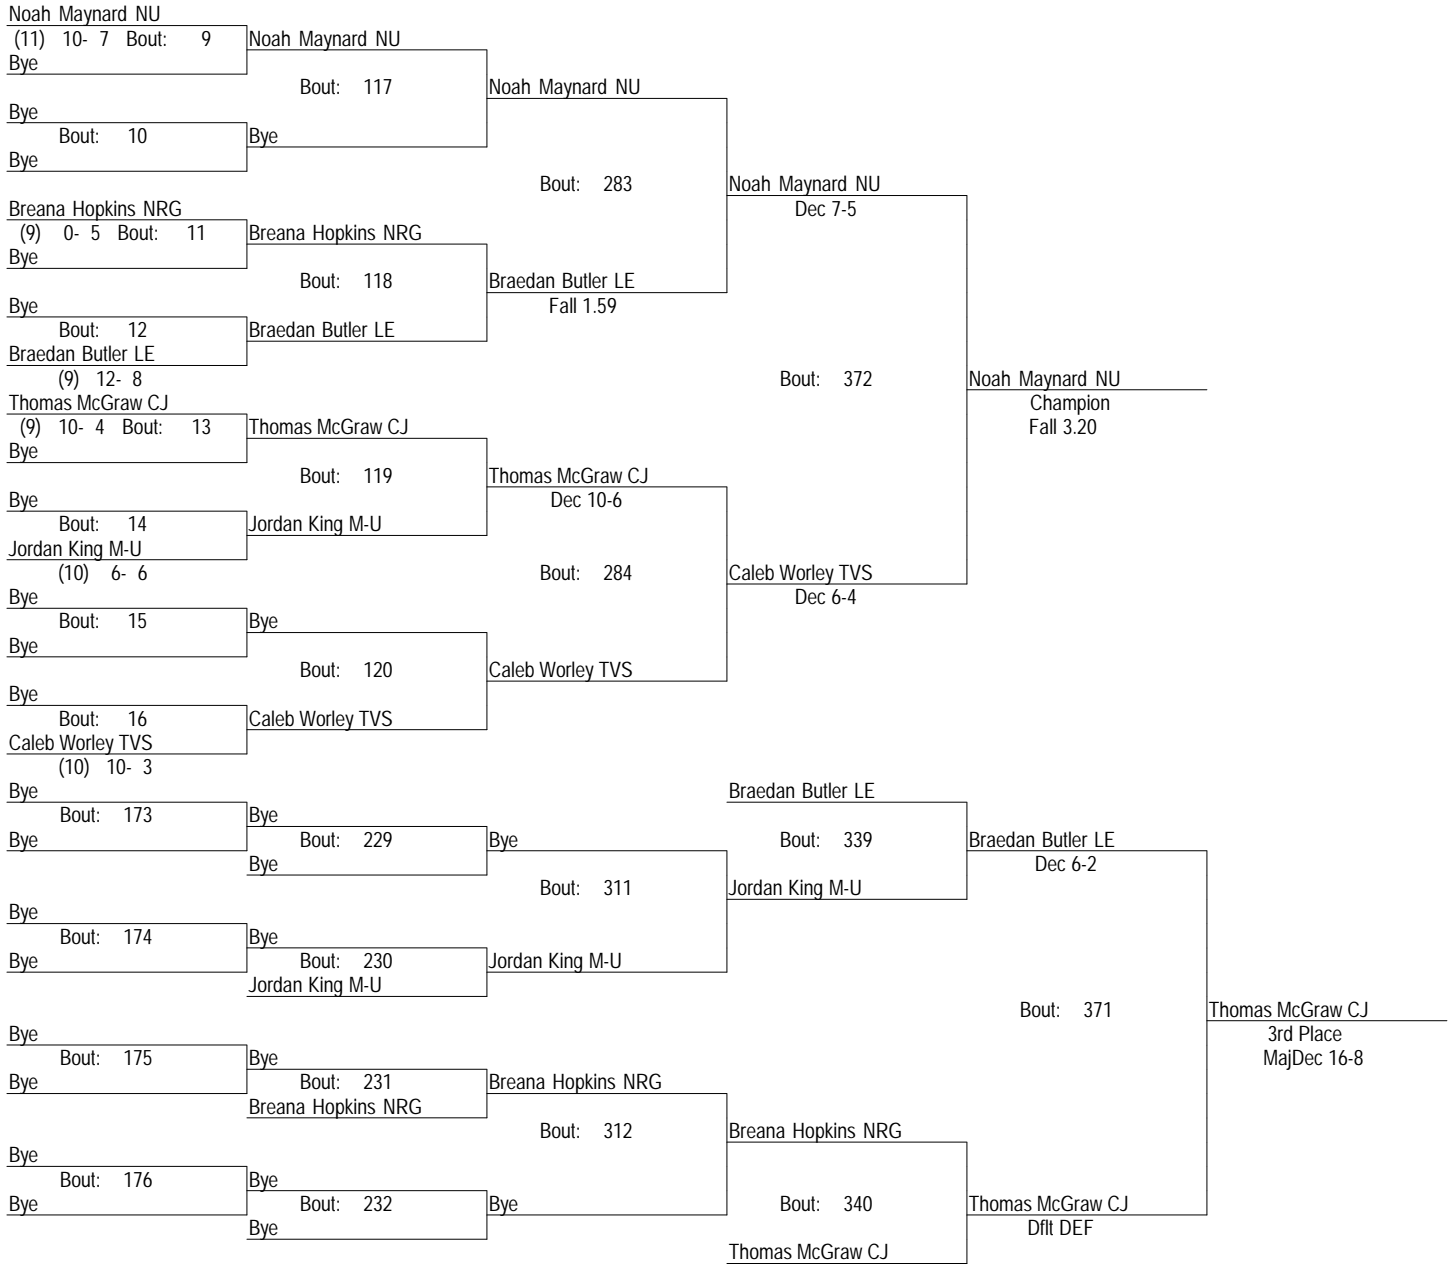 Noah Maynard NU
(11) 10- 7 Bout: 9 Noah Maynard NU
Bye
Bout: 117 Noah Maynard NU
Bye
Bout: 10 Bye
Bye
Bout: 283 Noah Maynard NU
Dec 7-5
Breana Hopkins NRG
(9) 0- 5 Bout: 11 Breana Hopkins NRG
Bye
Bout: 118 Braedan Butler LE
Fall 1.59
Bye
Bout: 12 Braedan Butler LE
Braedan Butler LE
(9) 12- 8
Bout: 372 Noah Maynard NU
Champion
Fall 3.20
Thomas McGraw CJ
(9) 10- 4 Bout: 13 Thomas McGraw CJ
Bye
Bout: 119 Thomas McGraw CJ
Dec 10-6
Bye
Bout: 14 Jordan King M-U
Jordan King M-U
(10) 6- 6
Bout: 284 Caleb Worley TVS
Dec 6-4
Bye
Bout: 15 Bye
Bye
Bout: 120 Caleb Worley TVS
Bye
Bout: 16 Caleb Worley TVS
Caleb Worley TVS
(10) 10- 3
Bye
Braedan Butler LE
Bout: 173 Bye
Bye
Bout: 229 Bye
Bout: 339 Braedan Butler LE
Dec 6-2
Bye
Bout: 311 Jordan King M-U
Bye
Bout: 174 Bye
Bye
Bout: 230 Jordan King M-U
Jordan King M-U
Bout: 371 Thomas McGraw CJ
3rd Place
MajDec 16-8
Bye
Bout: 175 Bye
Bye
Bout: 231 Breana Hopkins NRG
Breana Hopkins NRG
Bout: 312 Breana Hopkins NRG
Bye
Bout: 176 Bye
Bye
Bout: 232 Bye
Bout: 340 Thomas McGraw CJ
Dflt DEF
Bye
Thomas McGraw CJ